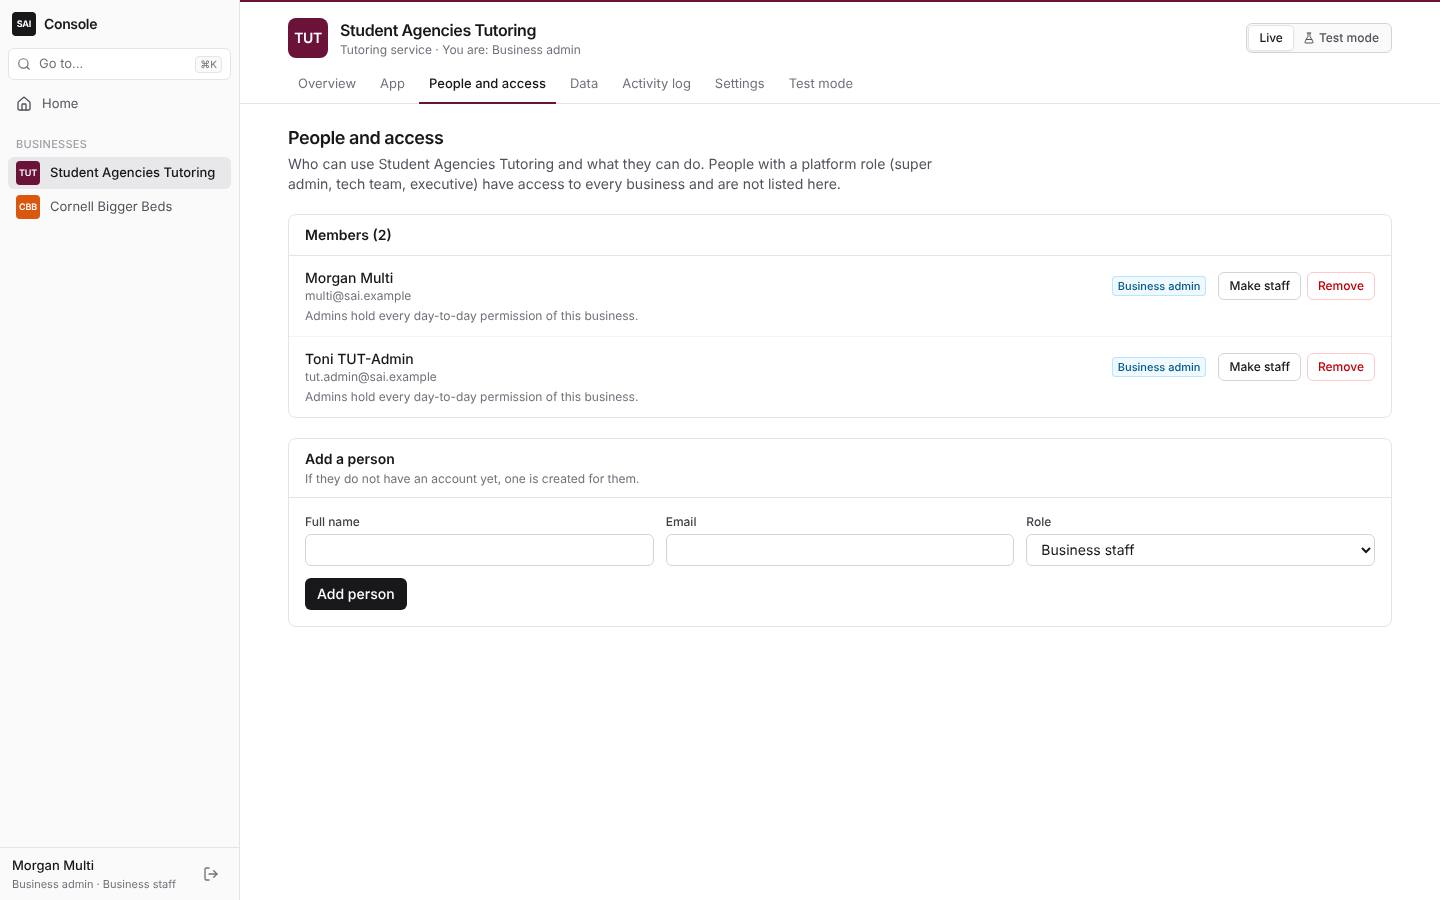 SAI Console
Go to... ⌘K
Home
BUSINESSES
TUT Student Agencies Tutoring
CBB Cornell Bigger Beds
Morgan Multi
Business admin · Business staff
TUT
Student Agencies Tutoring
Tutoring service · You are: Business admin
Live Test mode
Overview App People and access Data Activity log Settings Test mode
People and access
Who can use Student Agencies Tutoring and what they can do. People with a platform role (super
admin, tech team, executive) have access to every business and are not listed here.
Members (2)
Morgan Multi
multi@sai.example
Admins hold every day-to-day permission of this business.
Business admin Make staff Remove
Toni TUT-Admin
tut.admin@sai.example
Admins hold every day-to-day permission of this business.
Business admin Make staff Remove
Add a person
If they do not have an account yet, one is created for them.
Full name Email Role
Business staff
Add person